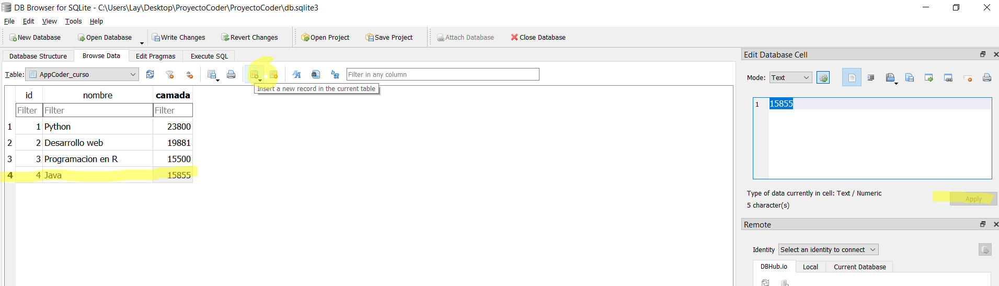 DB Browser for SQLite - C:\Users\Lay\Desktop\ProyectoCoder\ProyectoCoder\db.sqlite3
File Edit View Tools Help
New Database Open Database Write Changes Revert Changes Open Project Save Project Attach Database Close Database
Database Structure Browse Data Edit Pragmas Execute SQL
Table: AppCoder_curso Filter in any column
Insert a new record in the current table
id nombre camada
Filter Filter Filter
1 1 Python 23800
2 2 Desarrollo web 19881
3 3 Programacion en R 15500
4 4 Java 15855
Edit Database Cell
Mode: Text
1 15855
Type of data currently in cell: Text / Numeric
5 character(s)
Apply
Remote
Identity Select an identity to connect
DBHub.io Local Current Database